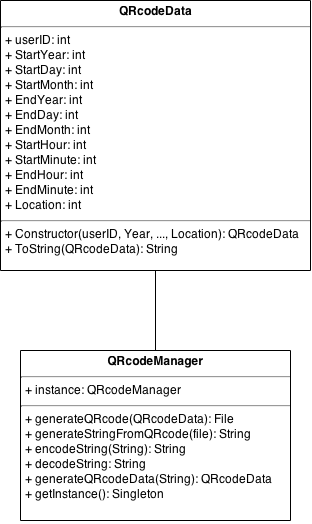 QRcodeData
+ userID: int
+ StartYear: int
+ StartDay: int
+ StartMonth: int
+ EndYear: int
+ EndDay: int
+ EndMonth: int
+ StartHour: int
+ StartMinute: int
+ EndHour: int
+ EndMinute: int
+ Location: int
+ Constructor(userID, Year, ..., Location): QRcodeData
+ ToString(QRcodeData): String
QRcodeManager
+ instance: QRcodeManager
+ generateQRcode(QRcodeData): File
+ generateStringFromQRcode(file): String
+ encodeString(String): String
+ decodeString: String
+ generateQRcodeData(String): QRcodeData
+ getInstance(): Singleton